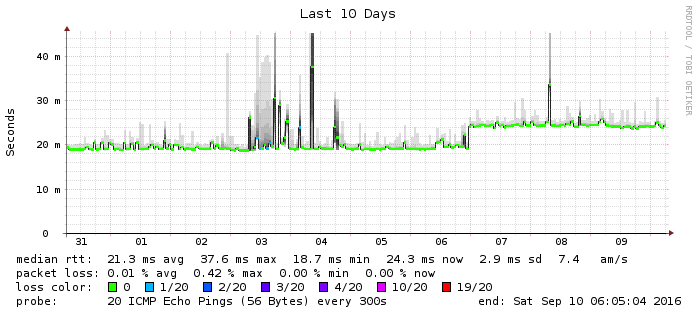 Last 10 Days
RRDTOOL / TOBI OETIKER
Seconds
40 m
30 m
20 m
10 m
0
31 01 02 03 04 05 06 07 08 09
median rtt: 21.3 ms avg 37.6 ms max 18.7 ms min 24.3 ms now 2.9 ms sd 7.4 am/s
packet loss: 0.01 % avg 0.42 % max 0.00 % min 0.00 % now
loss color: 0 1/20 2/20 3/20 4/20 10/20 19/20
probe: 20 ICMP Echo Pings (56 Bytes) every 300s end: Sat Sep 10 06:05:04 2016